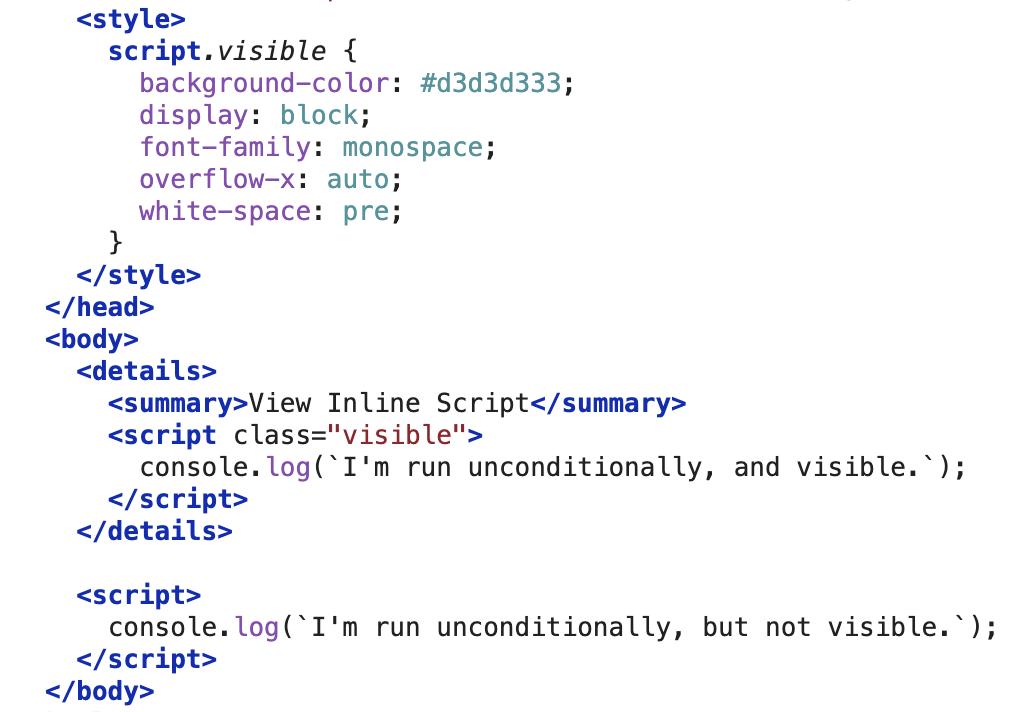 <style>
script.visible {
background-color: #d3d3d333;
display: block;
font-family: monospace;
overflow-x: auto;
white-space: pre;
}
</style>
</head>
<body>
<details>
<summary>View Inline Script</summary>
<script class="visible">
console.log(`I'm run unconditionally, and visible.`);
</script>
</details>
<script>
console.log(`I'm run unconditionally, but not visible.`);
</script>
</body>